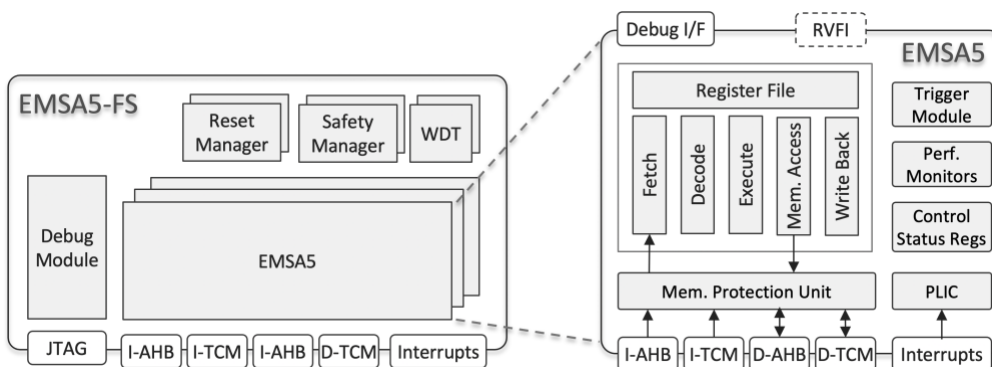 EMSA5-FS
Reset
Manager
Safety
Manager
WDT
Debug
Module
EMSA5
JTAG
I-AHB
I-TCM
I-AHB
D-TCM
Interrupts
Debug I/F
RVFI
EMSA5
Register File
Fetch
Decode
Execute
Mem. Access
Write Back
Trigger
Module
Perf.
Monitors
Control
Status Regs
Mem. Protection Unit
PLIC
I-AHB
I-TCM
D-AHB
D-TCM
Interrupts